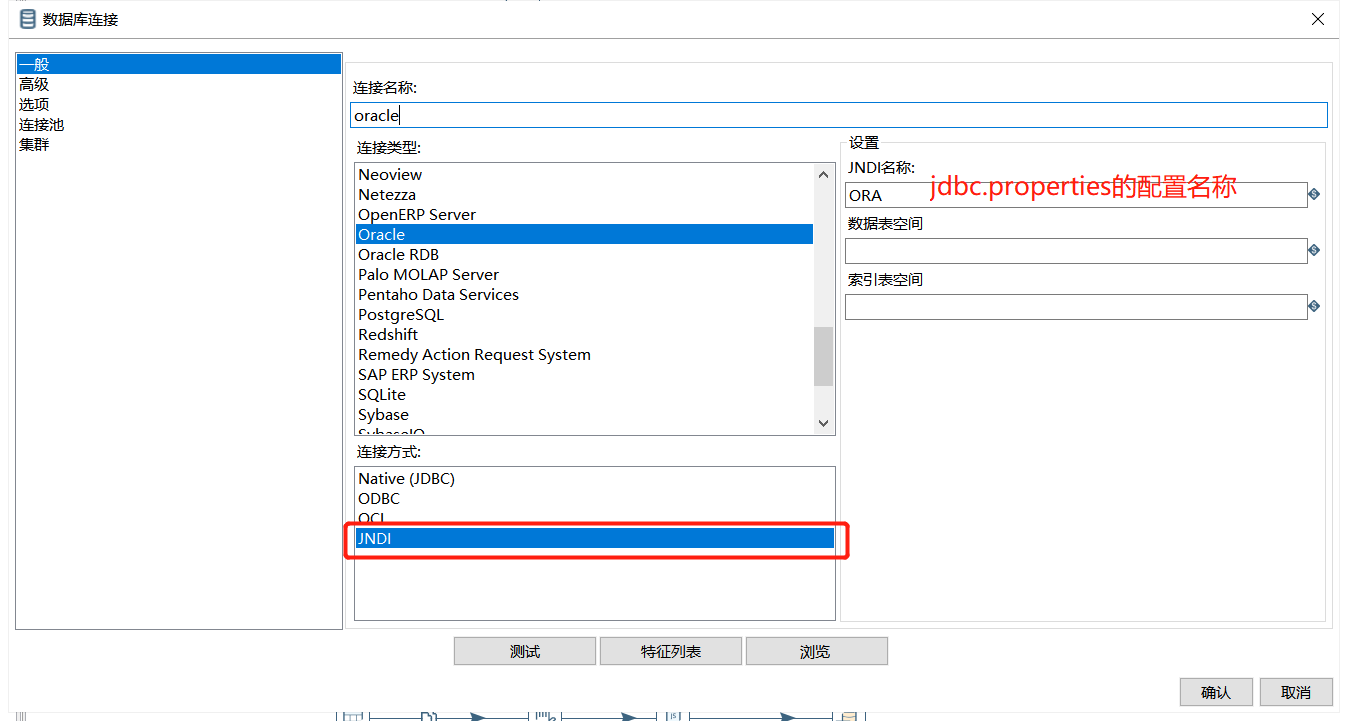 数据库连接
一般
高级
选项
连接池
集群
连接名称:
oracle
连接类型:
Neoview
Netezza
OpenERP Server
Oracle
Oracle RDB
Palo MOLAP Server
Pentaho Data Services
PostgreSQL
Redshift
Remedy Action Request System
SAP ERP System
SQLite
Sybase
SybaseIQ
连接方式:
Native (JDBC)
ODBC
OCI
JNDI
设置
JNDI名称:
jdbc.properties的配置名称
ORA
数据表空间
索引表空间
测试
特征列表
浏览
确认
取消